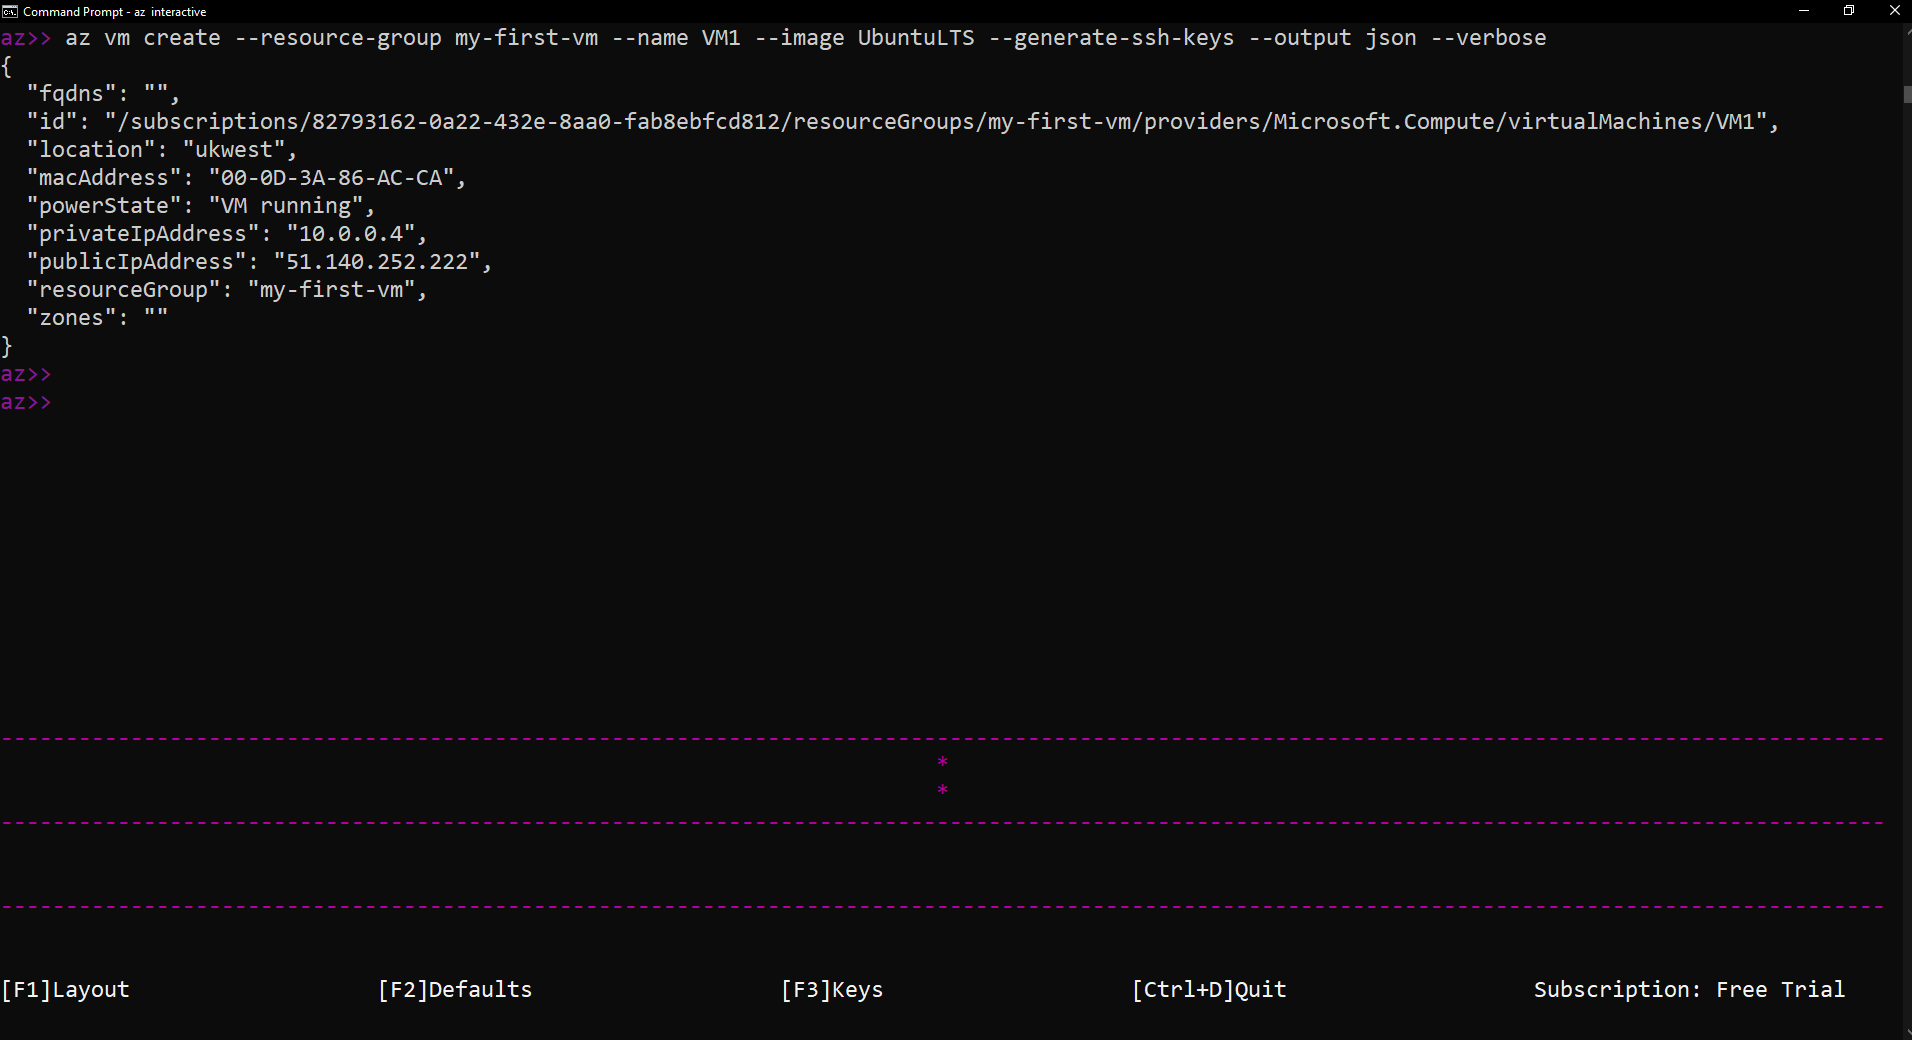 Command Prompt - az  interactive
az>> az vm create --resource-group my-first-vm --name VM1 --image UbuntuLTS --generate-ssh-keys --output json --verbose
{
  "fqdns": "",
  "id": "/subscriptions/82793162-0a22-432e-8aa0-fab8ebfcd812/resourceGroups/my-first-vm/providers/Microsoft.Compute/virtualMachines/VM1",
  "location": "ukwest",
  "macAddress": "00-0D-3A-86-AC-CA",
  "powerState": "VM running",
  "privateIpAddress": "10.0.0.4",
  "publicIpAddress": "51.140.252.222",
  "resourceGroup": "my-first-vm",
  "zones": ""
}
az>>
az>>
*
*
[F1]Layout [F2]Defaults [F3]Keys [Ctrl+D]Quit Subscription: Free Trial